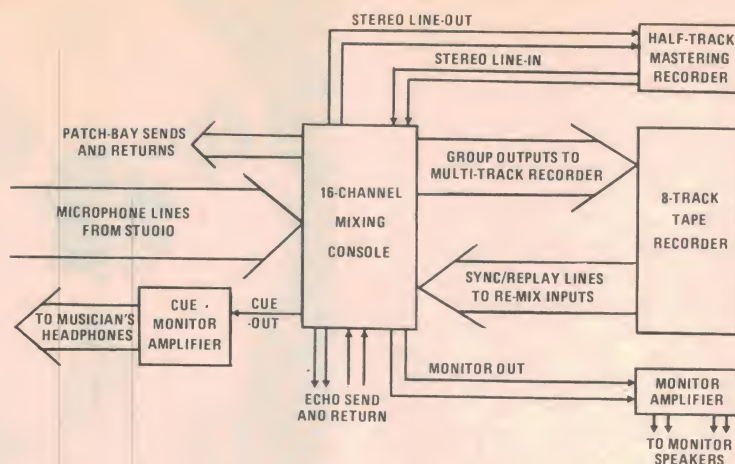 STEREO LINE-OUT
HALF-TRACK
MASTERING
RECORDER
STEREO LINE-IN
PATCH-BAY SENDS
AND RETURNS
GROUP OUTPUTS TO
MULTI-TRACK RECORDER
16-CHANNEL
MIXING
CONSOLE
8-TRACK
TAPE
RECORDER
MICROPHONE LINES
FROM STUDIO
SYNC/REPLAY LINES
TO RE-MIX INPUTS
TO MUSICIAN'S
HEADPHONES
CUE ·
MONITOR
AMPLIFIER
CUE
·OUT
MONITOR OUT
ECHO SEND
AND RETURN
MONITOR
AMPLIFIER
TO MONITOR
SPEAKERS